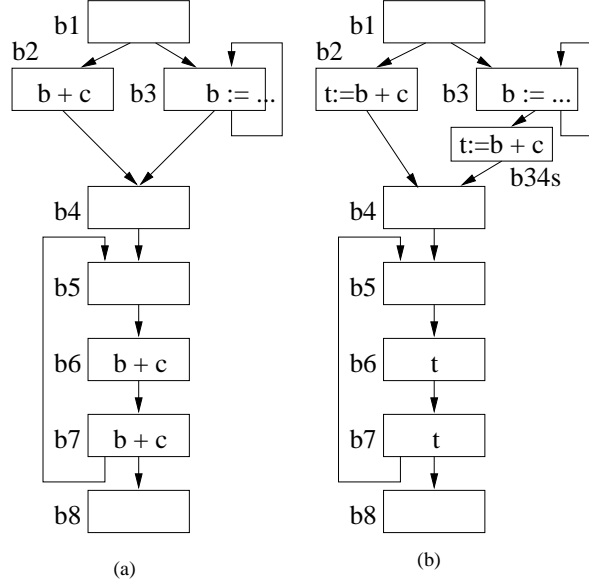 b1
b2
b + c
b3
b := ...
b4
b5
b6
b + c
b7
b + c
b8
(a)
b1
b2
t:=b + c
b3
b := ...
t:=b + c
b34s
b4
b5
b6
t
b7
t
b8
(b)